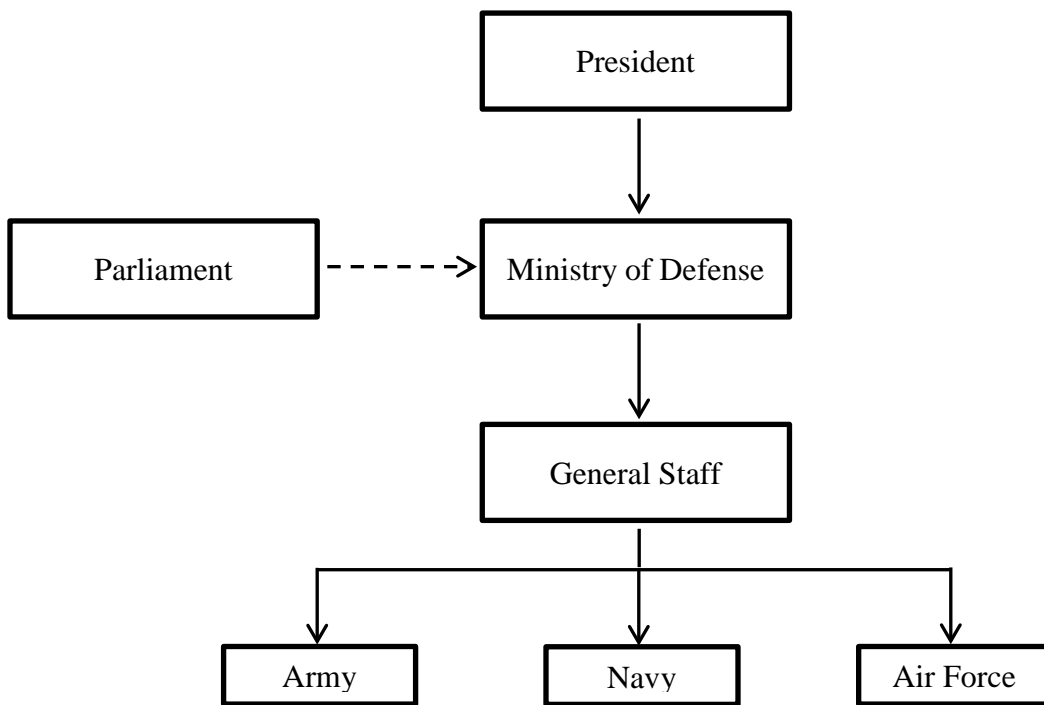 President
Parliament
Ministry of Defense
General Staff
Army
Navy
Air Force